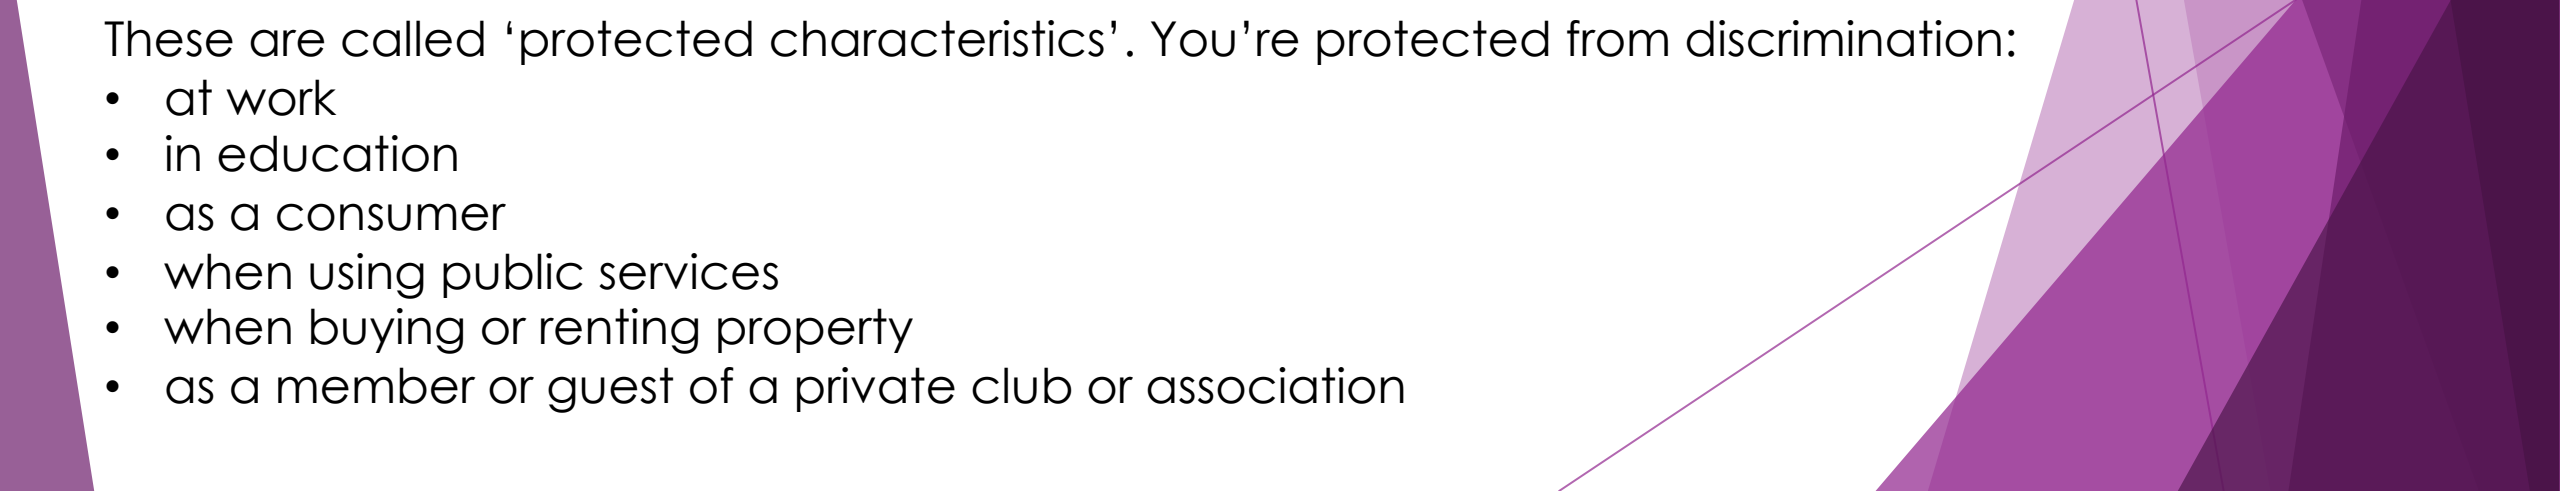 These are called ‘protected characteristics’. You’re protected from discrimination:
• at work
• in education
• as a consumer
• when using public services
• when buying or renting property
• as a member or guest of a private club or association